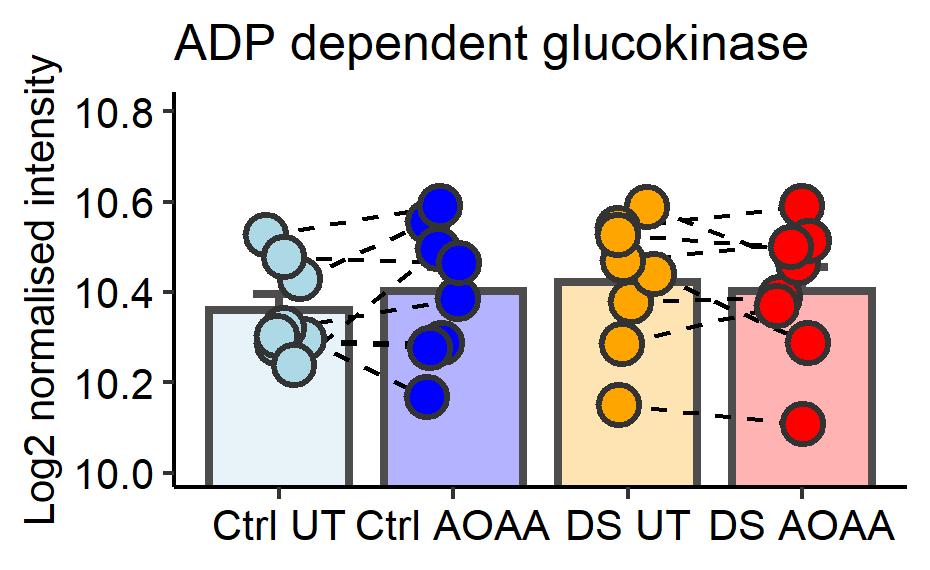 ADP dependent glucokinase
Log2 normalised intensity
10.8
10.6
10.4
10.2
10.0
Ctrl UT Ctrl AOAA DS UT DS AOAA